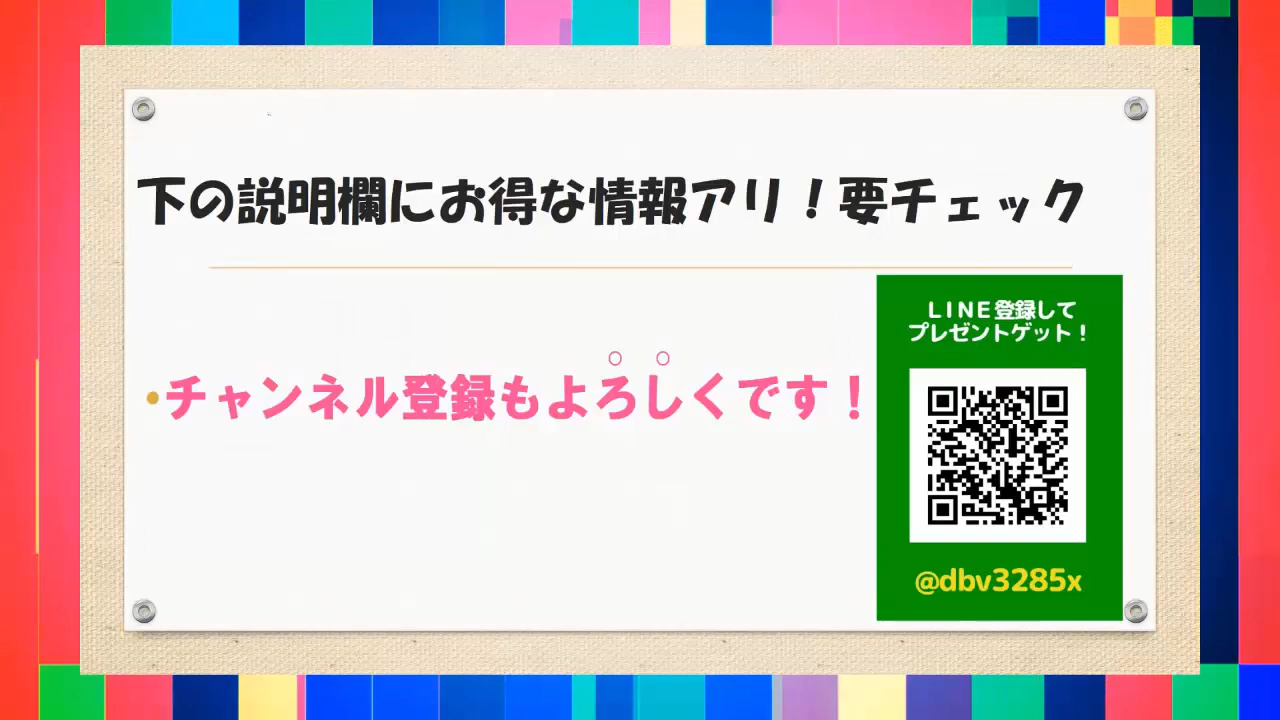 下の説明欄にお得な情報アリ！要チェック
•チャンネル登録もよろしくです！
LINE登録して
プレゼントゲット！
@dbv3285x